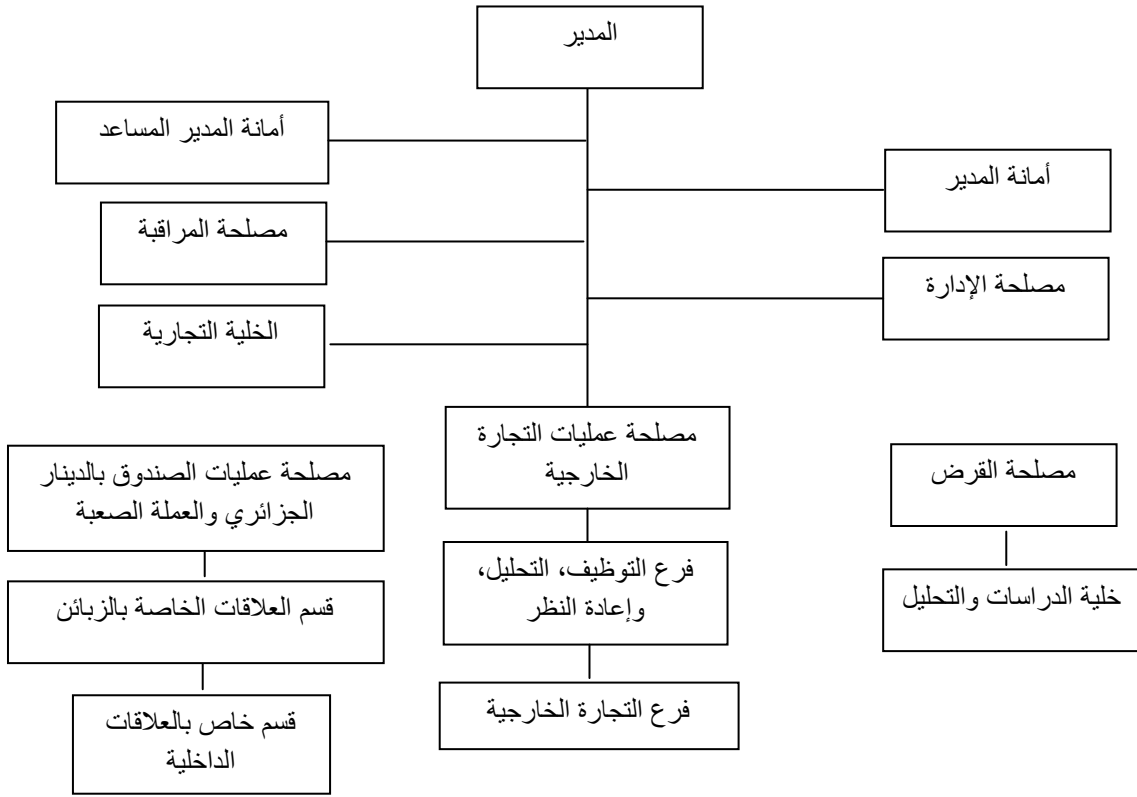 المدير
أمانة المدير المساعد
أمانة المدير
مصلحة المراقبة
مصلحة الإدارة
الخلية التجارية
مصلحة عمليات التجارة
الخارجية
مصلحة القرض
مصلحة عمليات الصندوق بالدينار
الجزائري والعملة الصعبة
فرع التوظيف، التحليل،
وإعادة النظر
خلية الدراسات والتحليل
قسم العلاقات الخاصة بالزبائن
فرع التجارة الخارجية
قسم خاص بالعلاقات
الداخلية